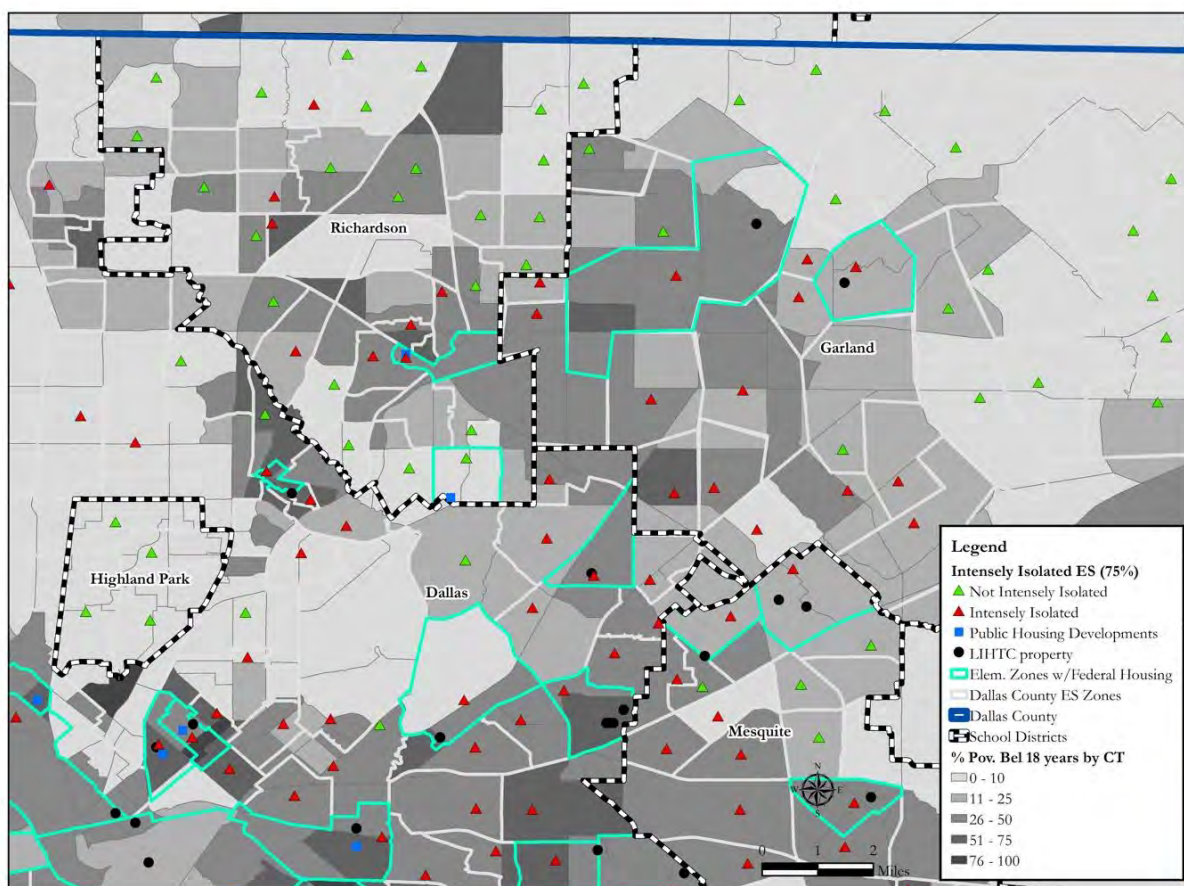 Richardson
Garland
Highland Park
Dallas
Mesquite
N
W
E
S
0 1 2
Miles
Legend
Intensely Isolated ES (75%)
Not Intensely Isolated
Intensely Isolated
Public Housing Developments
LIHTC property
Elem. Zones w/Federal Housing
Dallas County ES Zones
Dallas County
School Districts
% Pov. Bel 18 years by CT
0 - 10
11 - 25
26 - 50
51 - 75
76 - 100